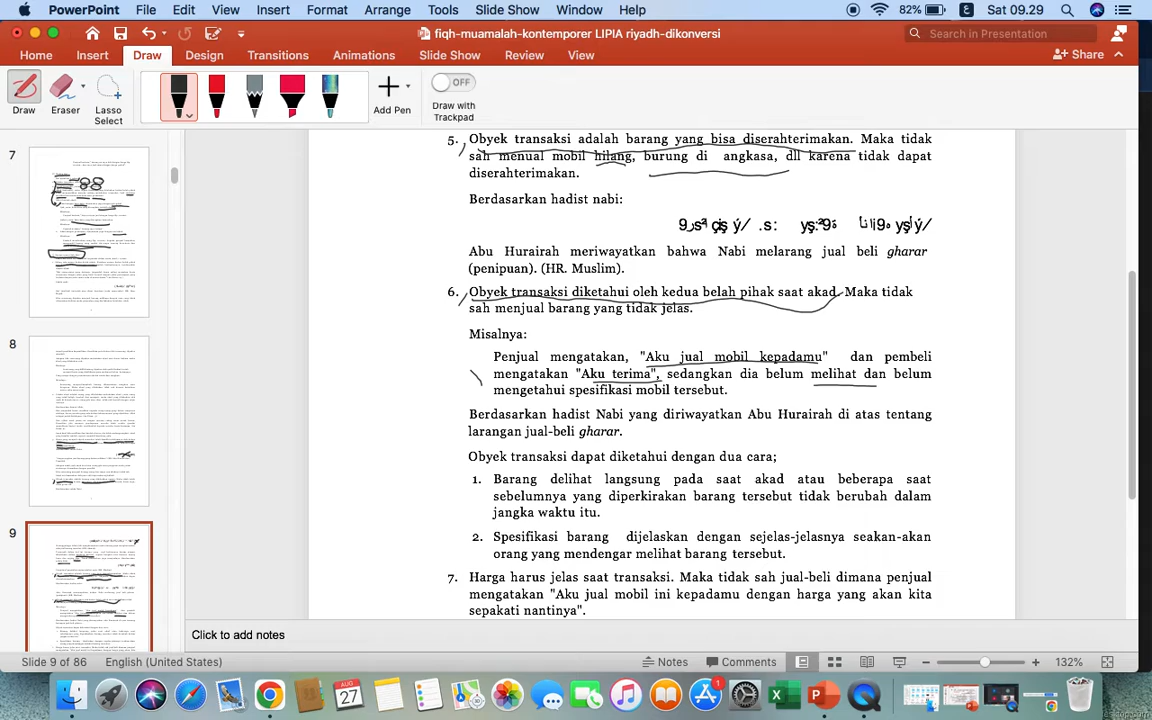 PowerPoint File Edit View Insert Format Arrange Tools Slide Show Window Help 82% ع Sat 09.29
fiqh-muamalah-kontemporer LIPIA riyadh-dikonversi
Search in Presentation
Home Insert Draw Design Transitions Animations Slide Show Review View Share
Draw Eraser Lasso Select Add Pen OFF Draw with Trackpad
7
8
9
5. Obyek transaksi adalah barang yang bisa diserahterimakan. Maka tidak
sah menual mobil hilang, burung di angkasa, dll karena tidak dapat
diserahterimakan.
Berdasarkan hadist nabi:
Abu Hurairah meriwayatkan bahwa Nabi melarang jual beli gharar
(penipuan). (HR. Muslim).
6. Obyek transaksi diketahui oleh kedua belah pihak saat akad. Maka tidak
sah menjual barang yang tidak jelas.
Misalnya:
Penjual mengatakan, "Aku jual mobil kepadamu" dan pembeli
mengatakan "Aku terima", sedangkan dia belum melihat dan belum
mengetahui spesifikasi mobil tersebut.
Berdasarkan hadist Nabi yang diriwayatkan Abu Hurairah di atas tentang
larangan jual-beli gharar.
Obyek transaksi dapat diketahui dengan dua cara;
1. Barang delihat langsung pada saat akad atau beberapa saat
sebelumnya yang diperkirakan barang tersebut tidak berubah dalam
jangka waktu itu.
2. Spesifikasi barang dijelaskan dengan sejelas-jelasnya seakan-akan
orang yang mendengar melihat barang tersebut.
7. Harga harus jelas saat transaksi. Maka tidak sah jual-beli dimana penjual
mengatakan "Aku jual mobil ini kepadamu dengan harga yang akan kita
sepakati nantinya".
Click to add notes
Slide 9 of 86 English (United States) Notes Comments 132%
AUG 27 1